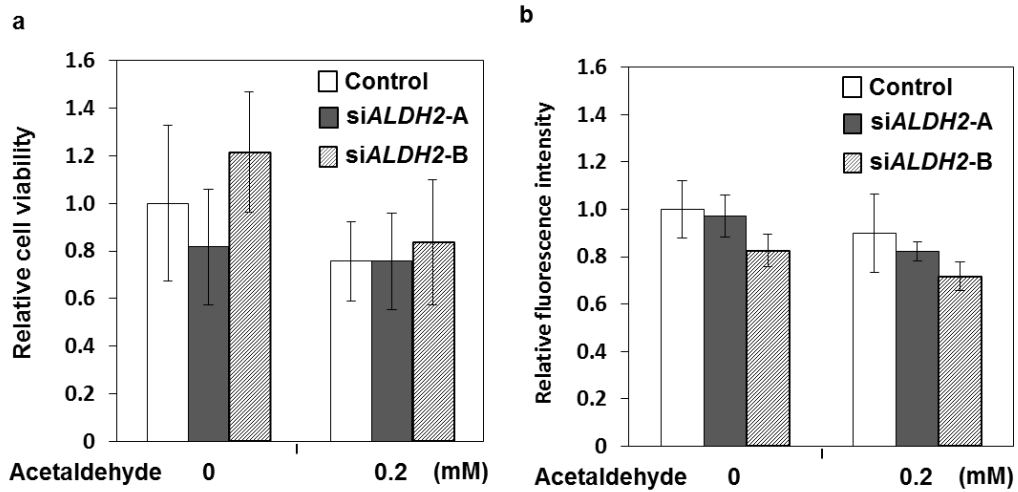 a
Relative cell viability
1.6
1.4
1.2
1.0
0.8
0.6
0.4
0.2
0
Control
siALDH2-A
siALDH2-B
Acetaldehyde 0 0.2 (mM)
b
Relative fluorescence intensity
1.6
1.4
1.2
1.0
0.8
0.6
0.4
0.2
0
Control
siALDH2-A
siALDH2-B
Acetaldehyde 0 0.2 (mM)